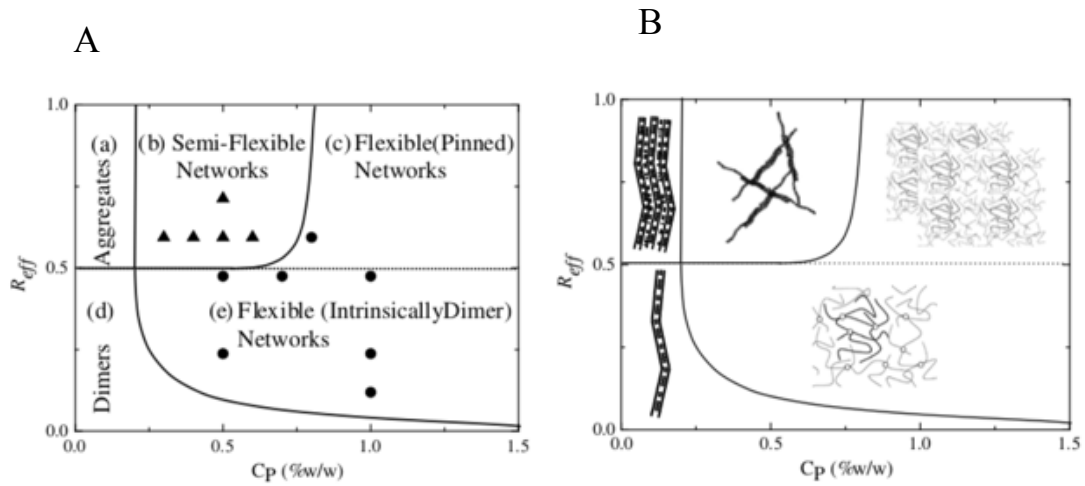 A
B
1.0
(a)
(b) Semi-Flexible
Networks
(c) Flexible(Pinned)
Networks
Aggregates
R_eff
0.5
(d)
(e) Flexible (IntrinsicallyDimer)
Networks
Dimers
0.0
0.0
0.5
1.0
1.5
C_P (%w/w)
1.0
R_eff
0.5
0.0
0.0
0.5
1.0
1.5
C_P (%w/w)